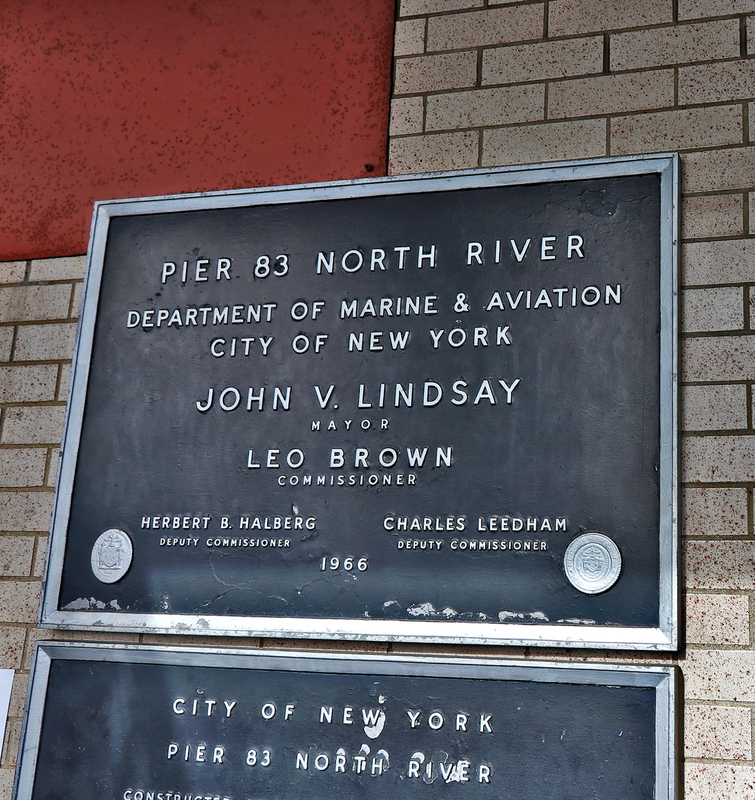 PIER 83 NORTH RIVER
DEPARTMENT OF MARINE & AVIATION
CITY OF NEW YORK
JOHN V. LINDSAY
MAYOR
LEO BROWN
COMMISSIONER
HERBERT B. HALBERG CHARLES LEEDHAM
DEPUTY COMMISSIONER DEPUTY COMMISSIONER
1966
CITY OF NEW YORK
PIER 83 NORTH RIVER